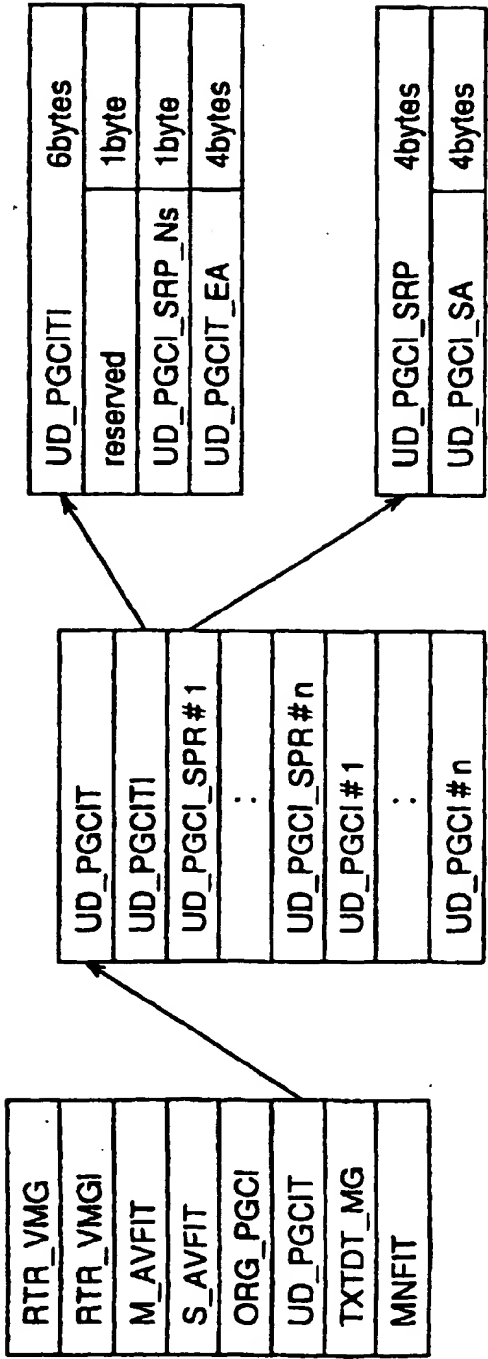 RTR_VMG
RTR_VMGI
M_AVFIT
S_AVFIT
ORG_PGCI
UD_PGCIT
TXTDT_MG
MNFIT
UD_PGCIT
UD_PGCITI
UD_PGCI_SPR#1
:
UD_PGCI_SPR#n
UD_PGCI#1
:
UD_PGCI#n
UD_PGCITI 6bytes
reserved 1byte
UD_PGCI_SRP_Ns 1byte
UD_PGCIT_EA 4bytes
UD_PGCI_SRP 4bytes
UD_PGCI_SA 4bytes